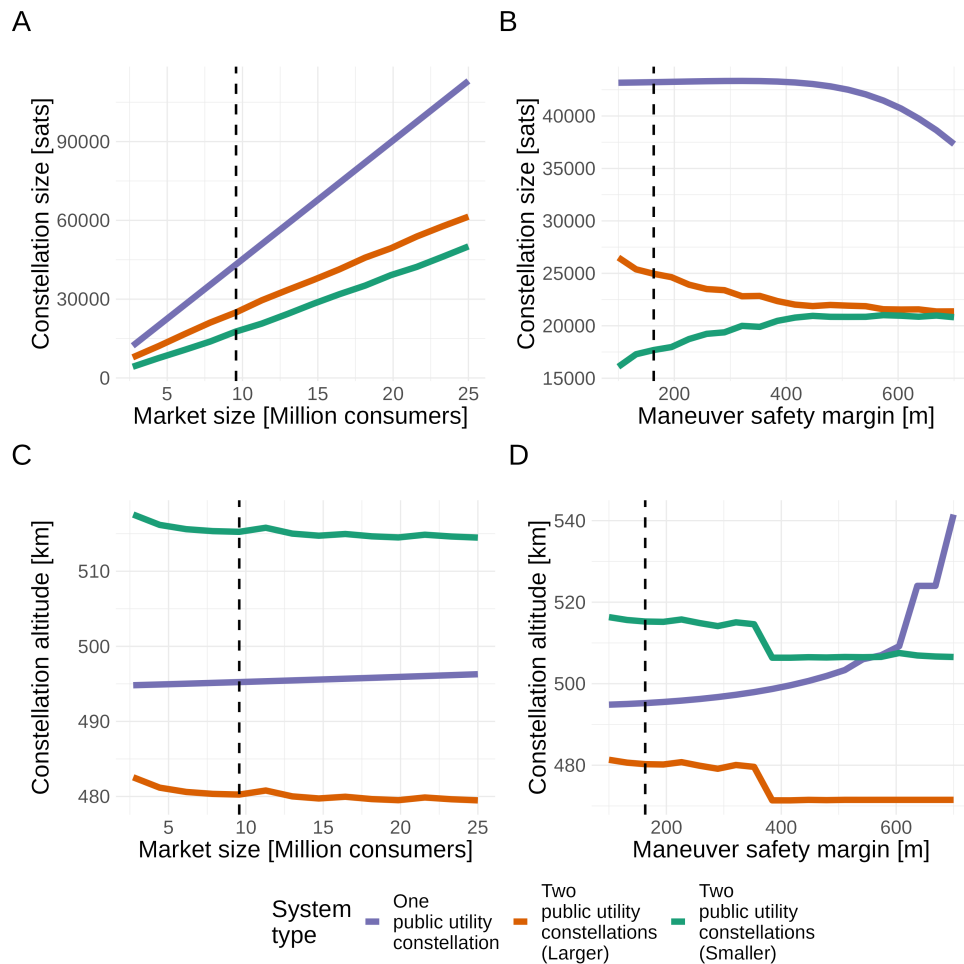 A
Constellation size [sats]
90000
60000
30000
0
5
10
15
20
25
Market size [Million consumers]
B
Constellation size [sats]
40000
35000
30000
25000
20000
15000
200
400
600
Maneuver safety margin [m]
C
Constellation altitude [km]
510
500
490
480
5
10
15
20
25
Market size [Million consumers]
D
Constellation altitude [km]
540
520
500
480
200
400
600
Maneuver safety margin [m]
System
type
One
public utility
constellation
Two
public utility
constellations
(Larger)
Two
public utility
constellations
(Smaller)